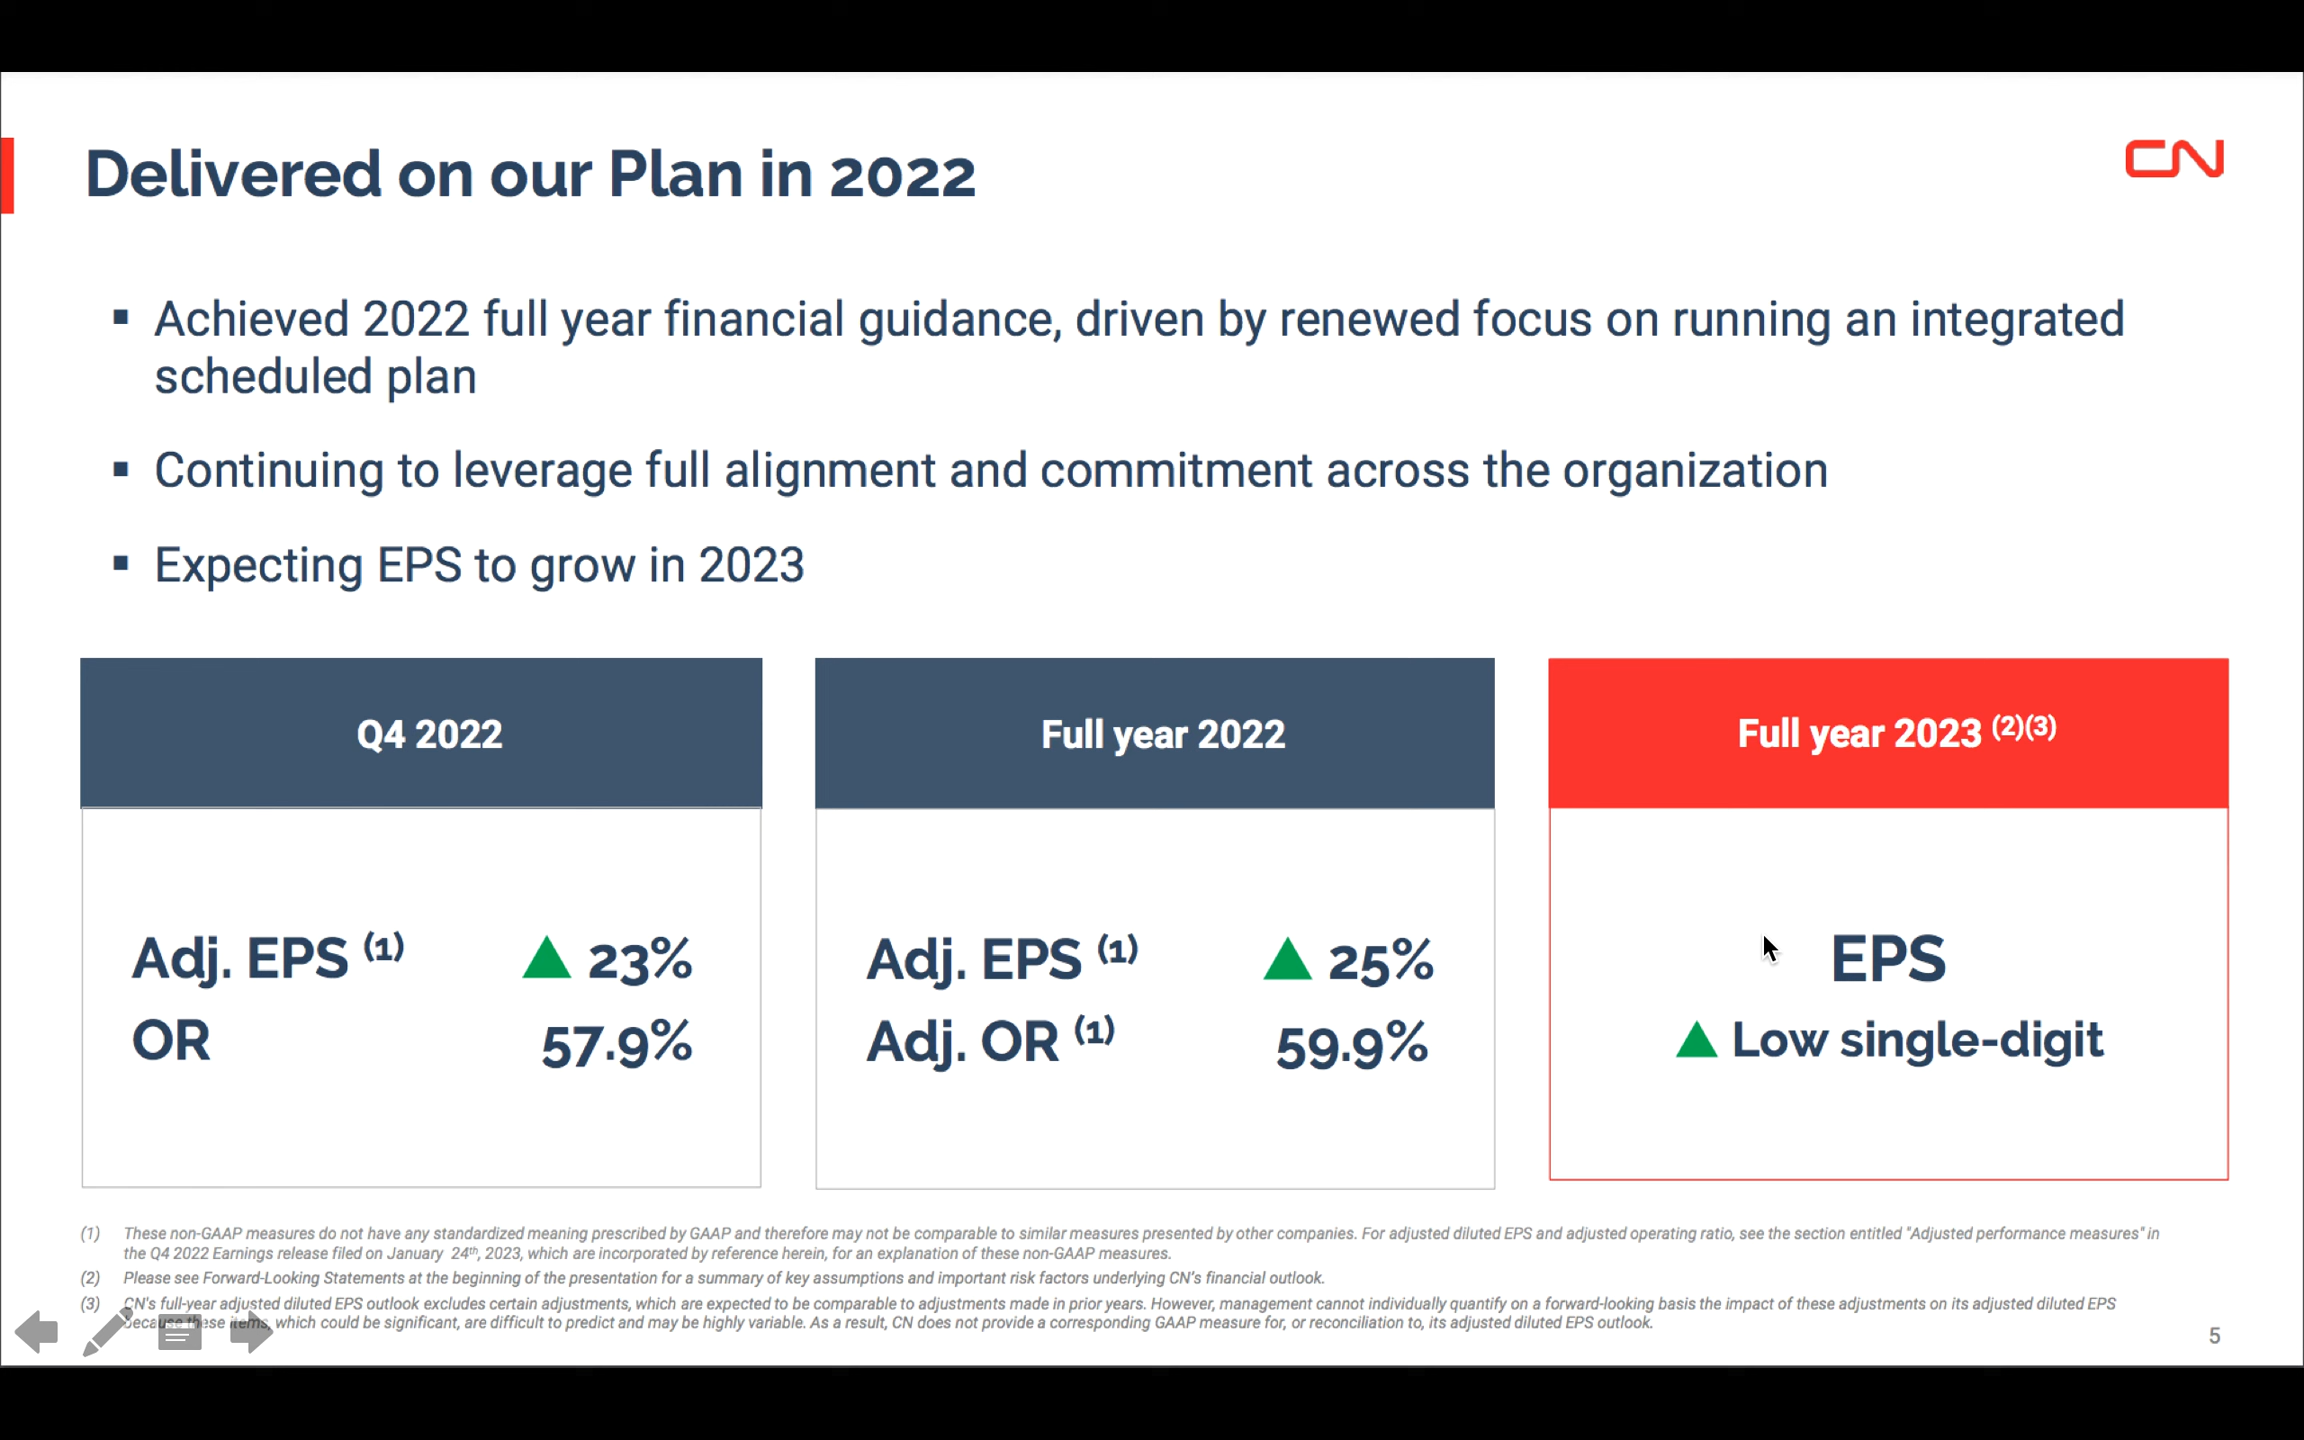 Delivered on our Plan in 2022
CN
▪ Achieved 2022 full year financial guidance, driven by renewed focus on running an integrated
scheduled plan
▪ Continuing to leverage full alignment and commitment across the organization
▪ Expecting EPS to grow in 2023
Q4 2022
Adj. EPS (1) ▲ 23%
OR 57.9%
Full year 2022
Adj. EPS (1) ▲ 25%
Adj. OR (1) 59.9%
Full year 2023 (2)(3)
EPS
▲ Low single-digit
(1) These non-GAAP measures do not have any standardized meaning prescribed by GAAP and therefore may not be comparable to similar measures presented by other companies. For adjusted diluted EPS and adjusted operating ratio, see the section entitled "Adjusted performance measures" in
the Q4 2022 Earnings release filed on January 24th, 2023, which are incorporated by reference herein, for an explanation of these non-GAAP measures.
(2) Please see Forward-Looking Statements at the beginning of the presentation for a summary of key assumptions and important risk factors underlying CN's financial outlook.
(3) CN's full-year adjusted diluted EPS outlook excludes certain adjustments, which are expected to be comparable to adjustments made in prior years. However, management cannot individually quantify on a forward-looking basis the impact of these adjustments on its adjusted diluted EPS
because these items, which could be significant, are difficult to predict and may be highly variable. As a result, CN does not provide a corresponding GAAP measure for, or reconciliation to, its adjusted diluted EPS outlook.
5